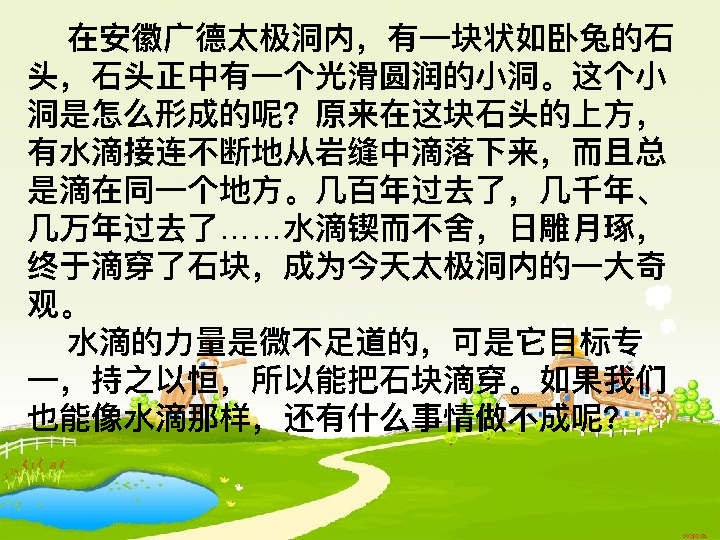 在安徽广德太极洞内，有一块状如卧兔的石
头，石头正中有一个光滑圆润的小洞。这个小
洞是怎么形成的呢？原来在这块石头的上方，
有水滴接连不断地从岩缝中滴落下来，而且总
是滴在同一个地方。几百年过去了，几千年、
几万年过去了……水滴锲而不舍，日雕月琢，
终于滴穿了石块，成为今天太极洞内的一大奇
观。
水滴的力量是微不足道的，可是它目标专
一，持之以恒，所以能把石块滴穿。如果我们
也能像水滴那样，还有什么事情做不成呢？